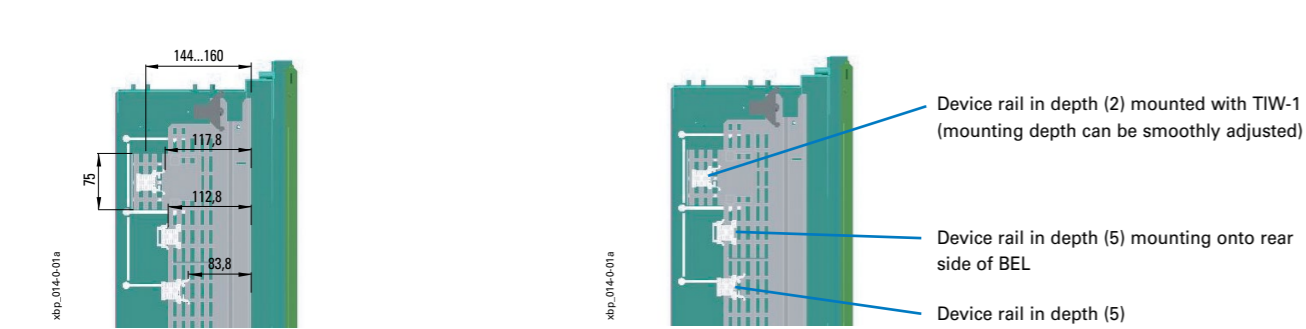 144...160
117,8
75
112,8
83,8
xbp_014-0-01a
xbp_014-0-01a
Device rail in depth (2) mounted with TIW-1
(mounting depth can be smoothly adjusted)
Device rail in depth (5) mounting onto rear
side of BEL
Device rail in depth (5)